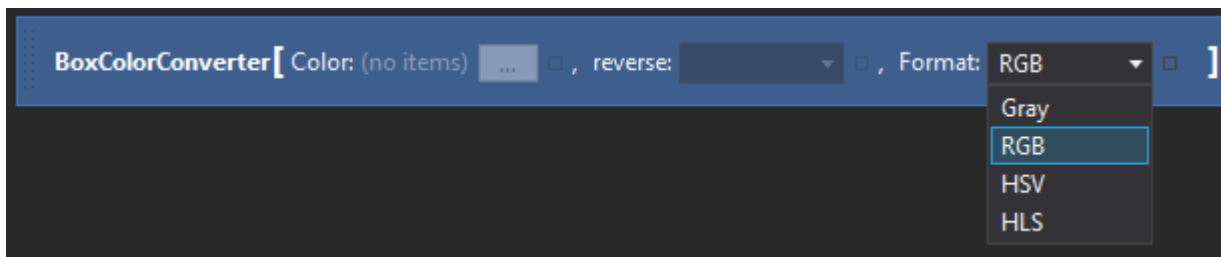 BoxColorConverter[ Color: (no items) ... , reverse: , Format: RGB ]
Gray
RGB
HSV
HLS